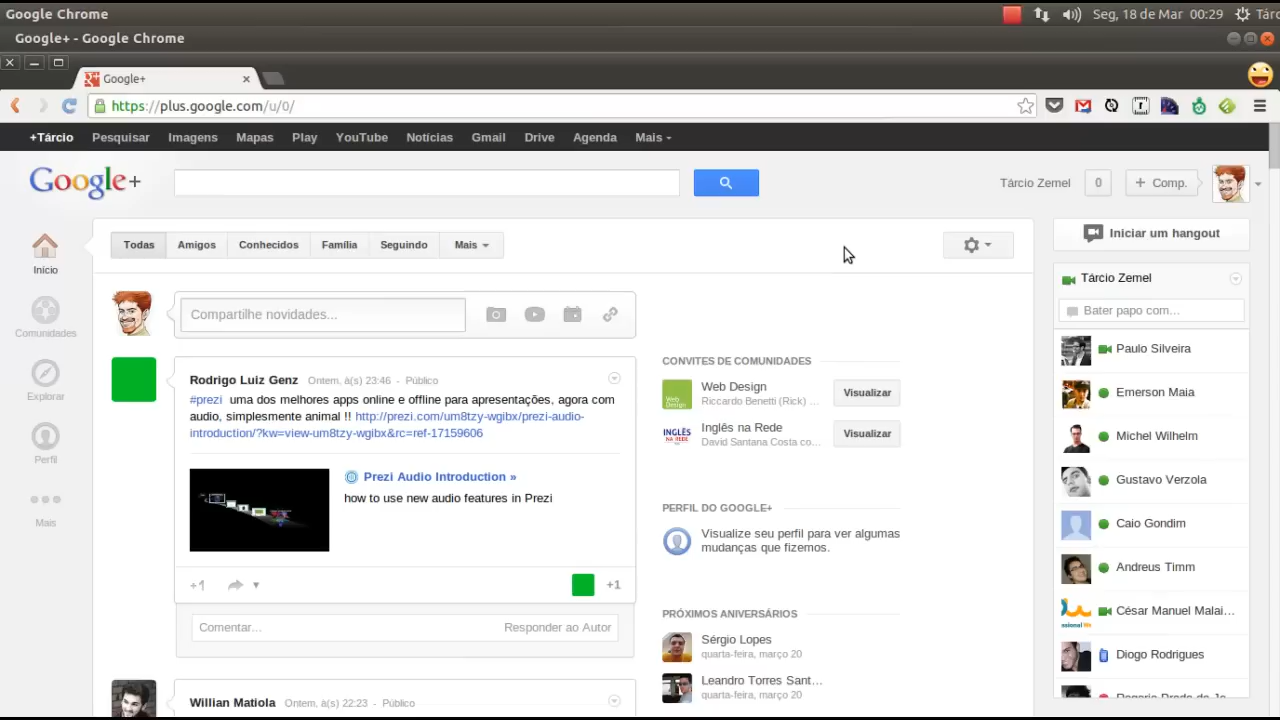 Google Chrome
Seg, 18 de Mar 00:29
Tárc
Google+ - Google Chrome
Google+
https://plus.google.com/u/0/
+Tárcio Pesquisar Imagens Mapas Play YouTube Notícias Gmail Drive Agenda Mais
Google+
Tárcio Zemel 0 + Comp.
Todas Amigos Conhecidos Família Seguindo Mais
Iniciar um hangout
Início
Comunidades
Explorar
Perfil
Mais
Compartilhe novidades...
Rodrigo Luiz Genz Ontem, à(s) 23:46 - Público
#prezi uma dos melhores apps online e offline para apresentações, agora com
audio, simplesmente animal !! http://prezi.com/um8tzy-wgibx/prezi-audio-
introduction/?kw=view-um8tzy-wgibx&rc=ref-17159606
Prezi Audio Introduction »
how to use new audio features in Prezi
+1
+1
Comentar... Responder ao Autor
Willian Matiola Ontem, à(s) 22:23 - Público
CONVITES DE COMUNIDADES
Web Design
Web
Design
Riccardo Benetti (Rick) ...
Visualizar
Inglês na Rede
INGLÊS
NA REDE
David Santana Costa co...
Visualizar
PERFIL DO GOOGLE+
Visualize seu perfil para ver algumas
mudanças que fizemos.
PRÓXIMOS ANIVERSÁRIOS
Sérgio Lopes
quarta-feira, março 20
Leandro Torres Sant...
quarta-feira, março 20
Tárcio Zemel
Bater papo com...
Paulo Silveira
Emerson Maia
Michel Wilhelm
Gustavo Verzola
Caio Gondim
Andreus Timm
César Manuel Malai...
Diogo Rodrigues